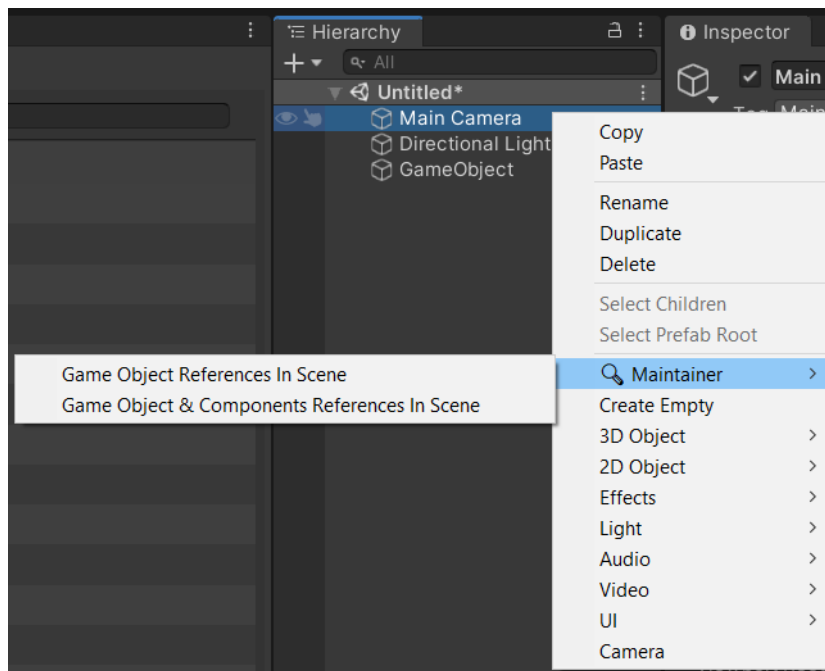 Hierarchy
Inspector
All
Untitled*
Main
Main Camera
Directional Light
GameObject
Copy
Paste
Rename
Duplicate
Delete
Select Children
Select Prefab Root
Game Object References In Scene
Game Object & Components References In Scene
Maintainer
Create Empty
3D Object
2D Object
Effects
Light
Audio
Video
UI
Camera